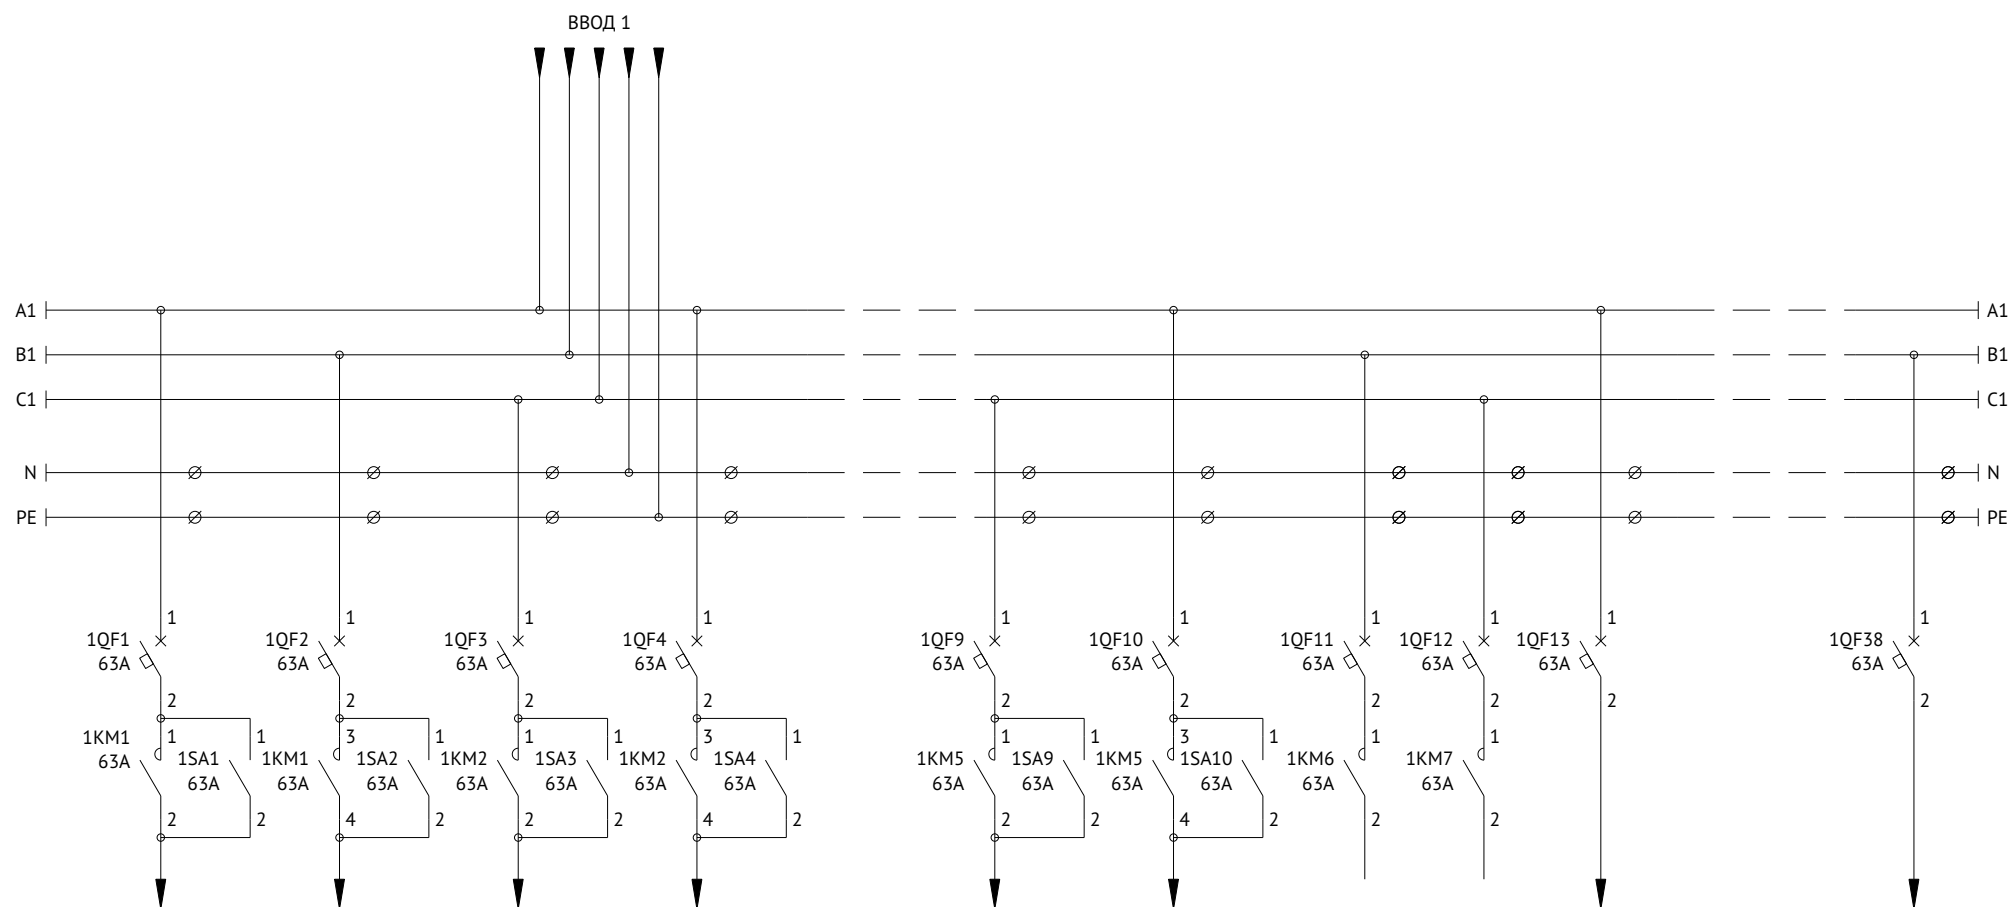 ВВОД 1
A1 A1
B1 B1
C1 C1
N N
PE PE
1 1 1 1 1 1 1 1 1 1
1QF1 1QF2 1QF3 1QF4 1QF9 1QF10 1QF11 1QF12 1QF13 1QF38
63A 63A 63A 63A 63A 63A 63A 63A 63A 63A
2 2 2 2 2 2 2 2 2 2
1KM1 1 1 3 1 1 1 3 1 1 1 3 1 1 1
63A 1SA1 1KM1 1SA2 1KM2 1SA3 1KM2 1SA4 1KM5 1SA9 1KM5 1SA10 1KM6 1KM7
63A 63A 63A 63A 63A 63A 63A 63A 63A 63A 63A 63A 63A
2 2 4 2 2 2 4 2 2 2 4 2 2 2